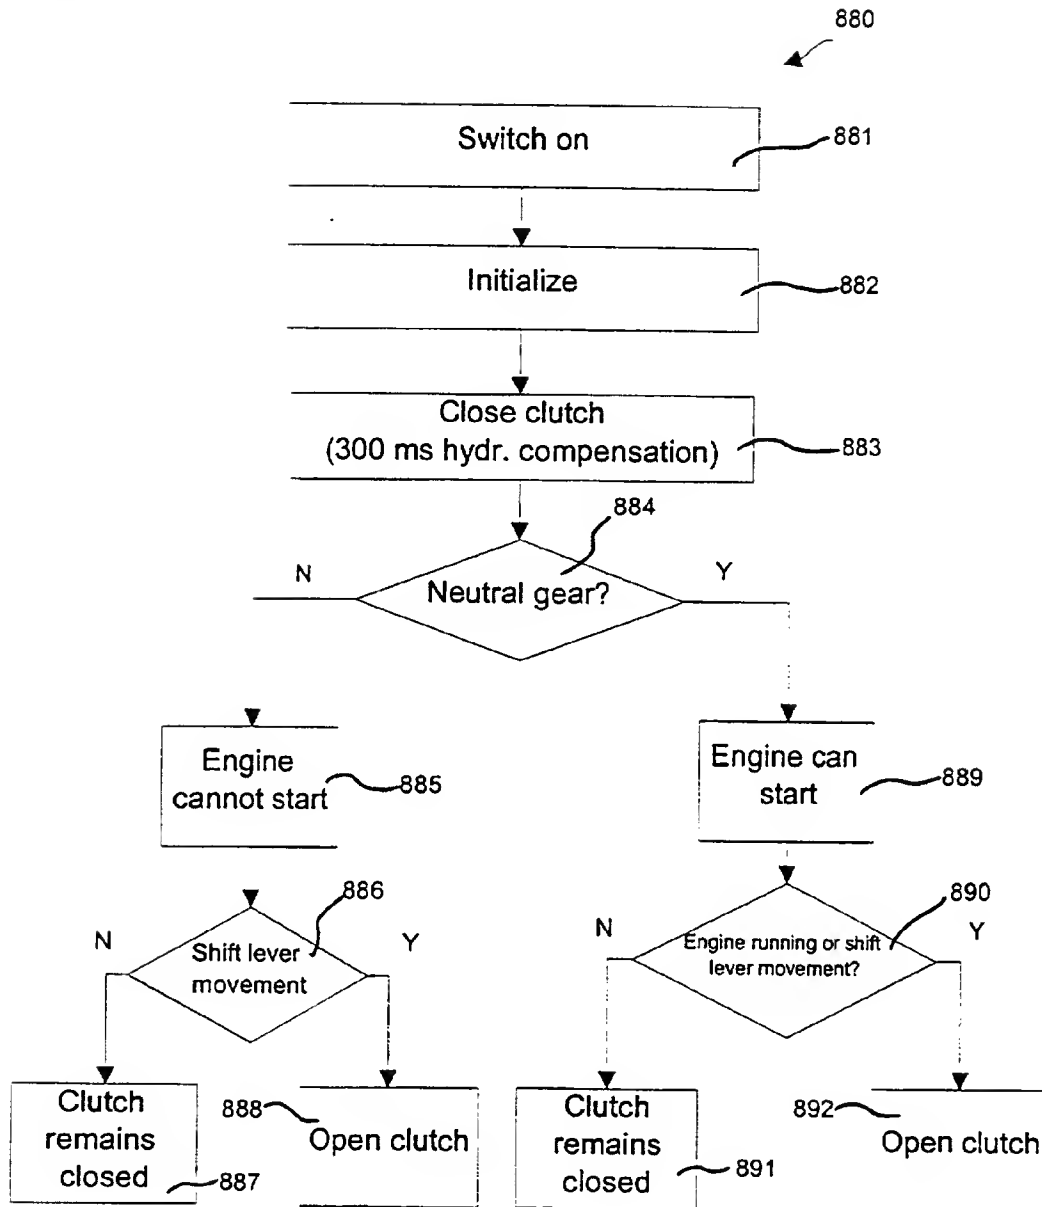 880
Switch on
881
Initialize
882
Close clutch
(300 ms hydr. compensation)
883
884
N
Neutral gear?
Y
Engine
cannot start
885
Engine can
start
889
886
N
Shift lever
movement
Y
890
N
Engine running or shift
lever movement?
Y
Clutch
remains
closed
887
888
Open clutch
Clutch
remains
closed
891
892
Open clutch